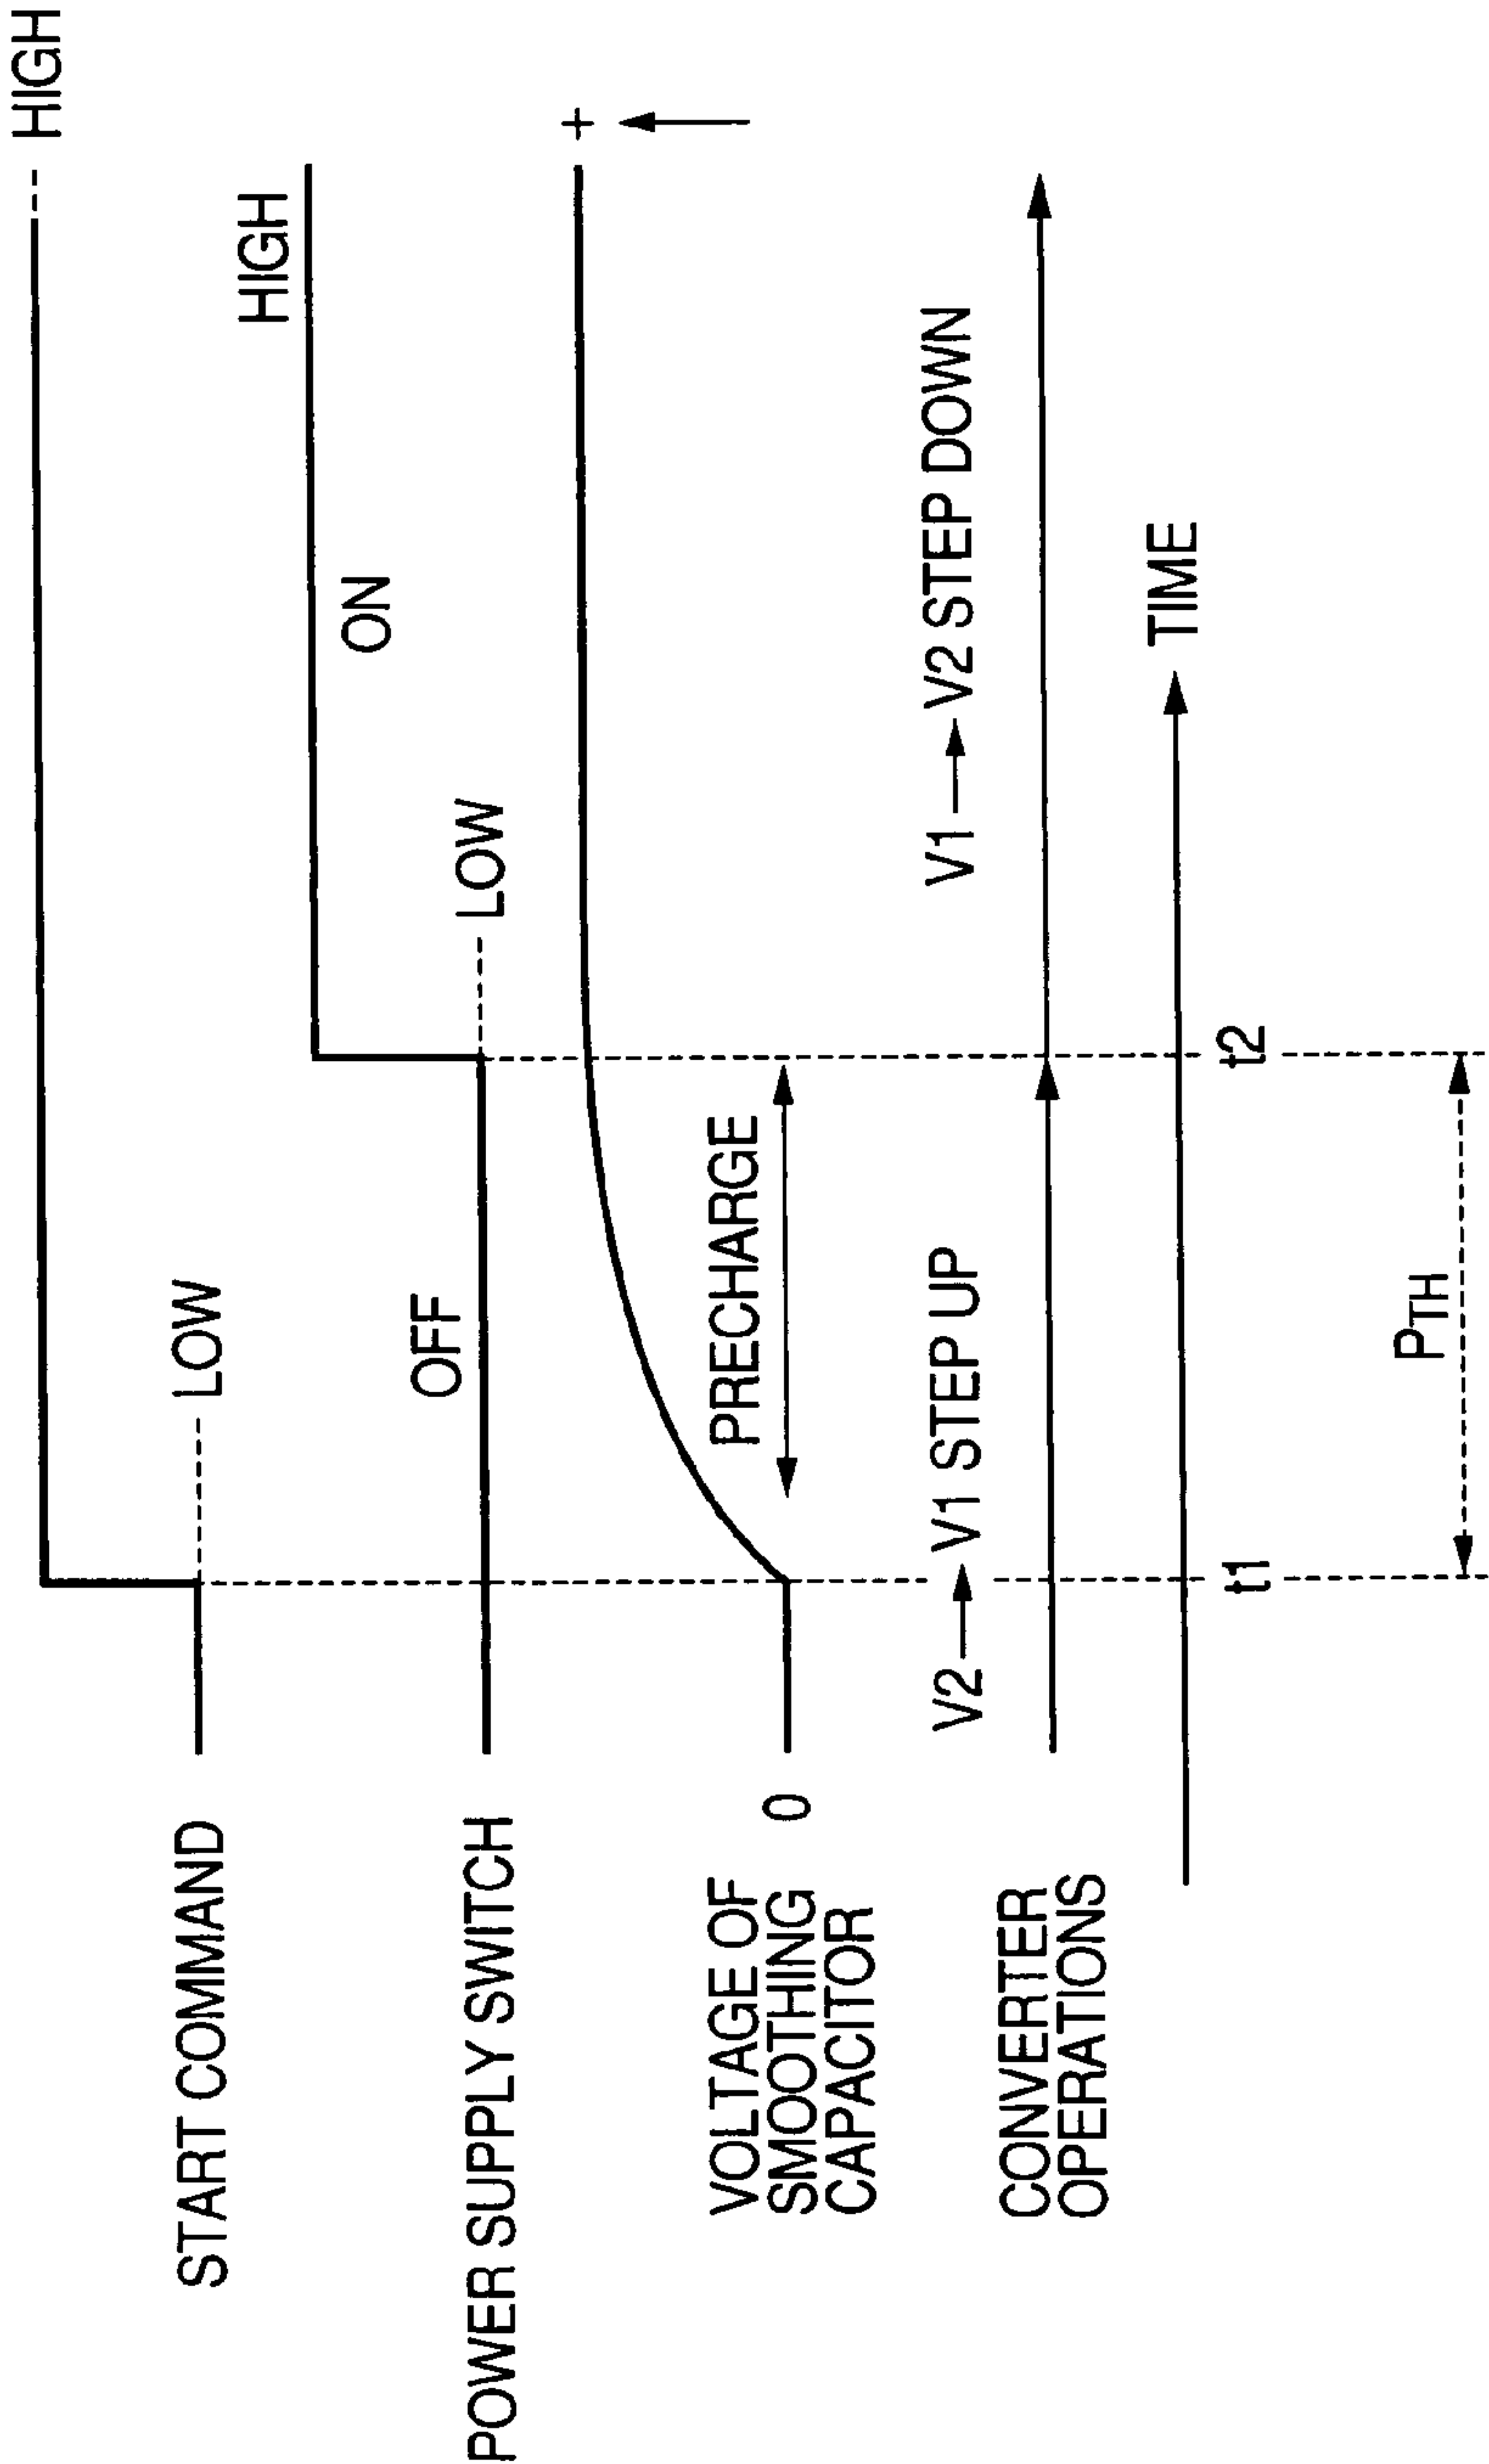 HIGH
START COMMAND
LOW
HIGH
ON
POWER SUPPLY SWITCH
OFF
LOW
+
VOLTAGE OF
SMOOTHING
CAPACITOR
0
PRECHARGE
V2 → V1 STEP UP
V1 → V2 STEP DOWN
CONVERTER
OPERATIONS
TIME
t1
t2
PTH